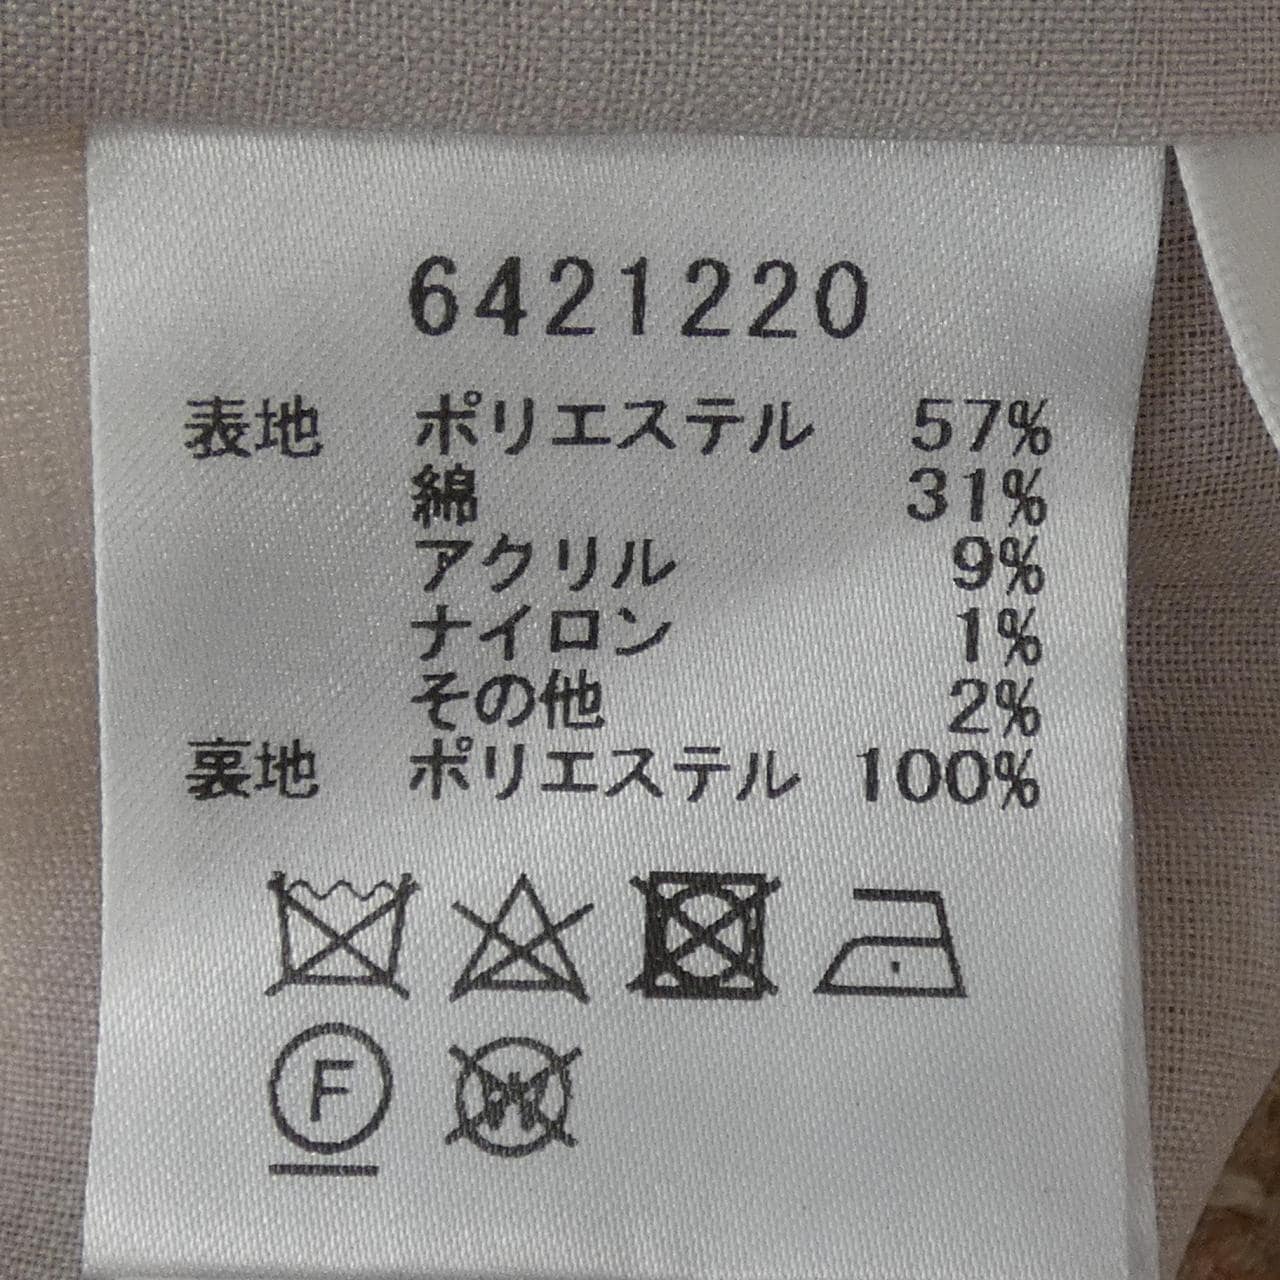 6421220
表地 ポリエステル 57%
綿 31%
アクリル 9%
ナイロン 1%
その他 2%
裏地 ポリエステル 100%
F
W